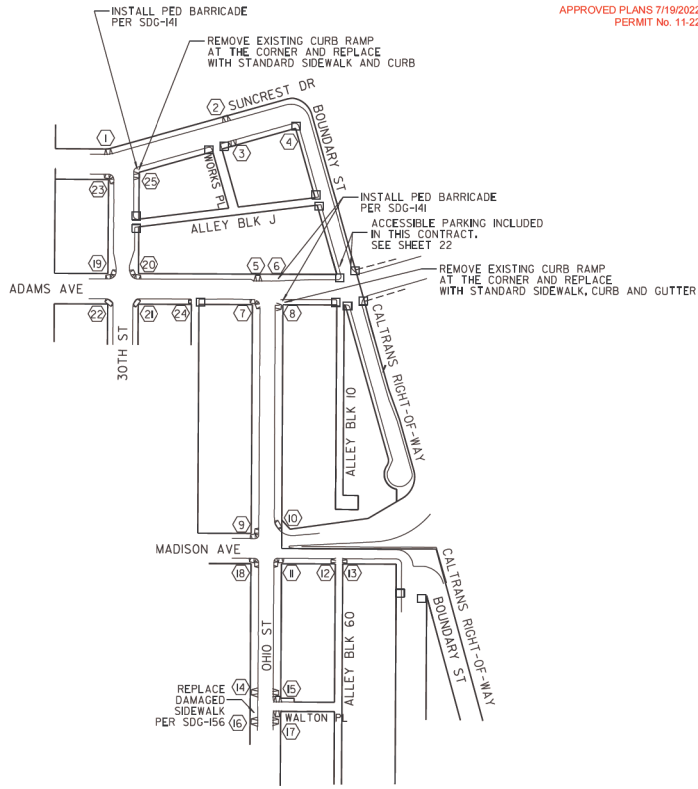 INSTALL PED BARRICADE
PER SDG-141
APPROVED PLANS 7/19/2022
PERMIT No. 11-22
REMOVE EXISTING CURB RAMP
AT THE CORNER AND REPLACE
WITH STANDARD SIDEWALK AND CURB
2
SUNCREST DR
BOUNDARY ST
1
3
4
WORKS PL
23
25
INSTALL PED BARRICADE
PER SDG-141
ALLEY BLK J
ACCESSIBLE PARKING INCLUDED
IN THIS CONTRACT.
SEE SHEET 22
19
20
5
6
REMOVE EXISTING CURB RAMP
AT THE CORNER AND REPLACE
WITH STANDARD SIDEWALK, CURB AND GUTTER
ADAMS AVE
22
21
24
7
8
30TH ST
CALTRANS RIGHT-OF-WAY
ALLEY BLK 10
9
10
MADISON AVE
18
11
12
13
CALTRANS RIGHT-OF-WAY
BOUNDARY ST
OHIO ST
ALLEY BLK 60
REPLACE
DAMAGED
SIDEWALK
PER SDG-156
14
15
16
WALTON PL
17